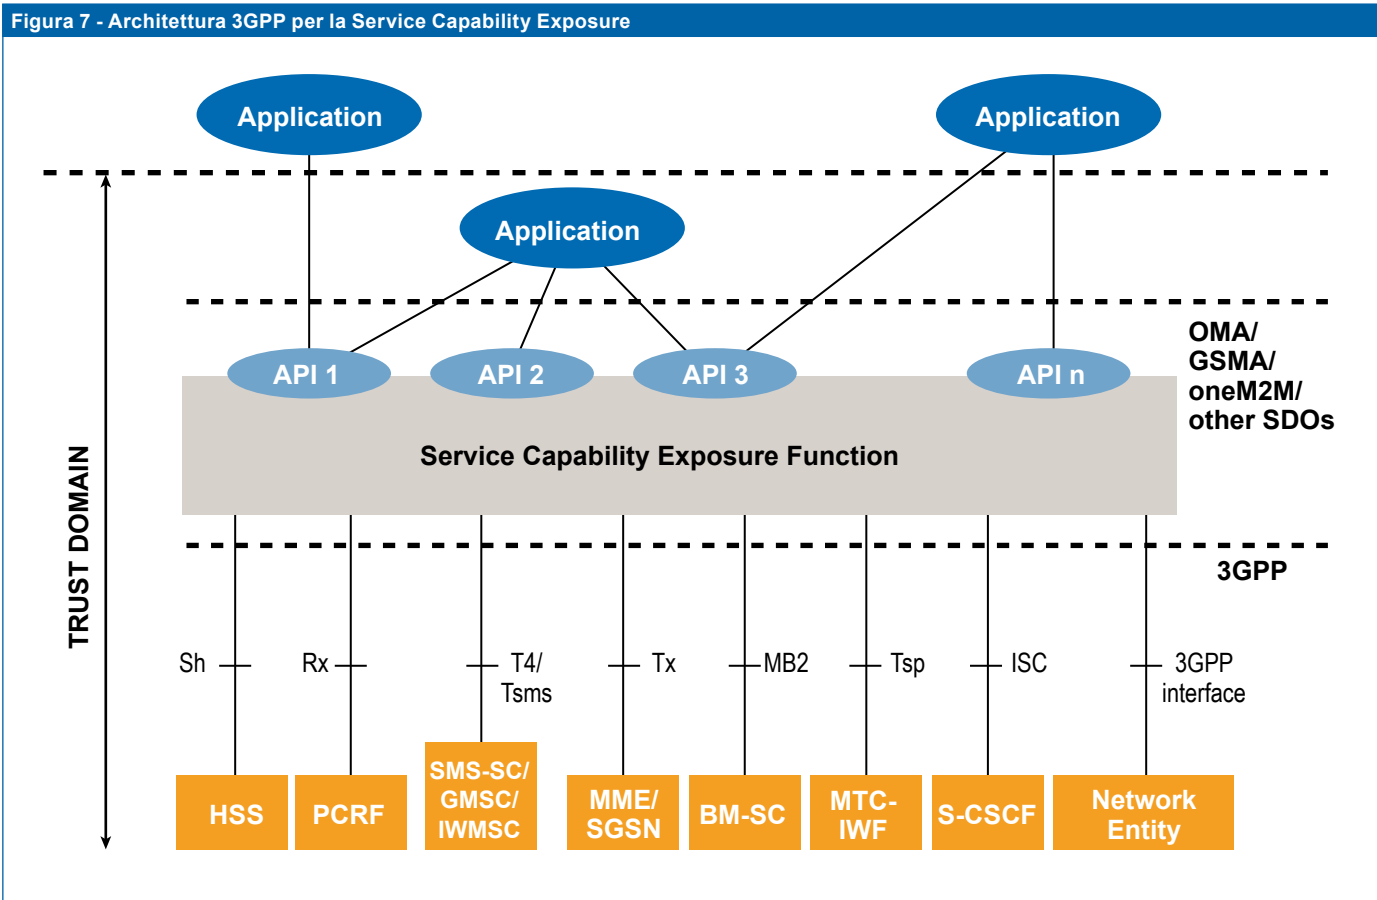 Figura 7 - Architettura 3GPP per la Service Capability Exposure
Application
Application
Application
API 1
API 2
API 3
API n
OMA/
GSMA/
oneM2M/
other SDOs
Service Capability Exposure Function
TRUST DOMAIN
3GPP
Sh
Rx
T4/
Tsms
Tx
MB2
Tsp
ISC
3GPP
interface
HSS
PCRF
SMS-SC/
GMSC/
IWMSC
MME/
SGSN
BM-SC
MTC-
IWF
S-CSCF
Network
Entity